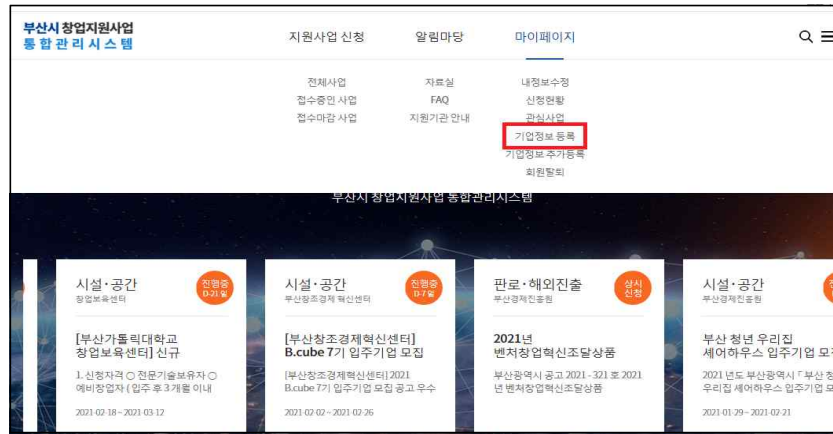 부산시 창업지원사업
통합관리시스템
지원사업 신청
알림마당
마이페이지
전체사업
접수중인 사업
접수마감 사업
자료실
FAQ
지원기관 안내
내정보수정
신청현황
관심사업
기업정보 등록
기업정보 추가등록
회원탈퇴
부산시 창업지원사업 통합관리시스템
시설·공간
창업보육센터
진행중
D-21일
[부산가톨릭대학교
창업보육센터] 신규
1. 신청자격 ○ 전문기술보유자 ○
예비창업자 ( 입주 후 3 개월 이내
2021-02-18 ~ 2021-03-12
시설·공간
부산창조경제 혁신센터
진행중
D-7일
[부산창조경제혁신센터]
B.cube 7기 입주기업 모집
[부산창조경제혁신센터] 2021
B.cube 7기 입주기업 모집 공고 우수
2021-02-02 ~ 2021-02-26
판로·해외진출
부산경제진흥원
상시
신청
2021년
벤처창업혁신조달상품
부산광역시 공고 2021 - 321 호 2021
년 벤처창업혁신조달상품
시설·공간
부산경제진흥원
부산 청년 우리집
셰어하우스 입주기업
2021 년도 부산광역시 「부산
우리집 셰어하우스 입주기업
2021-01-29 ~ 2021-02-21